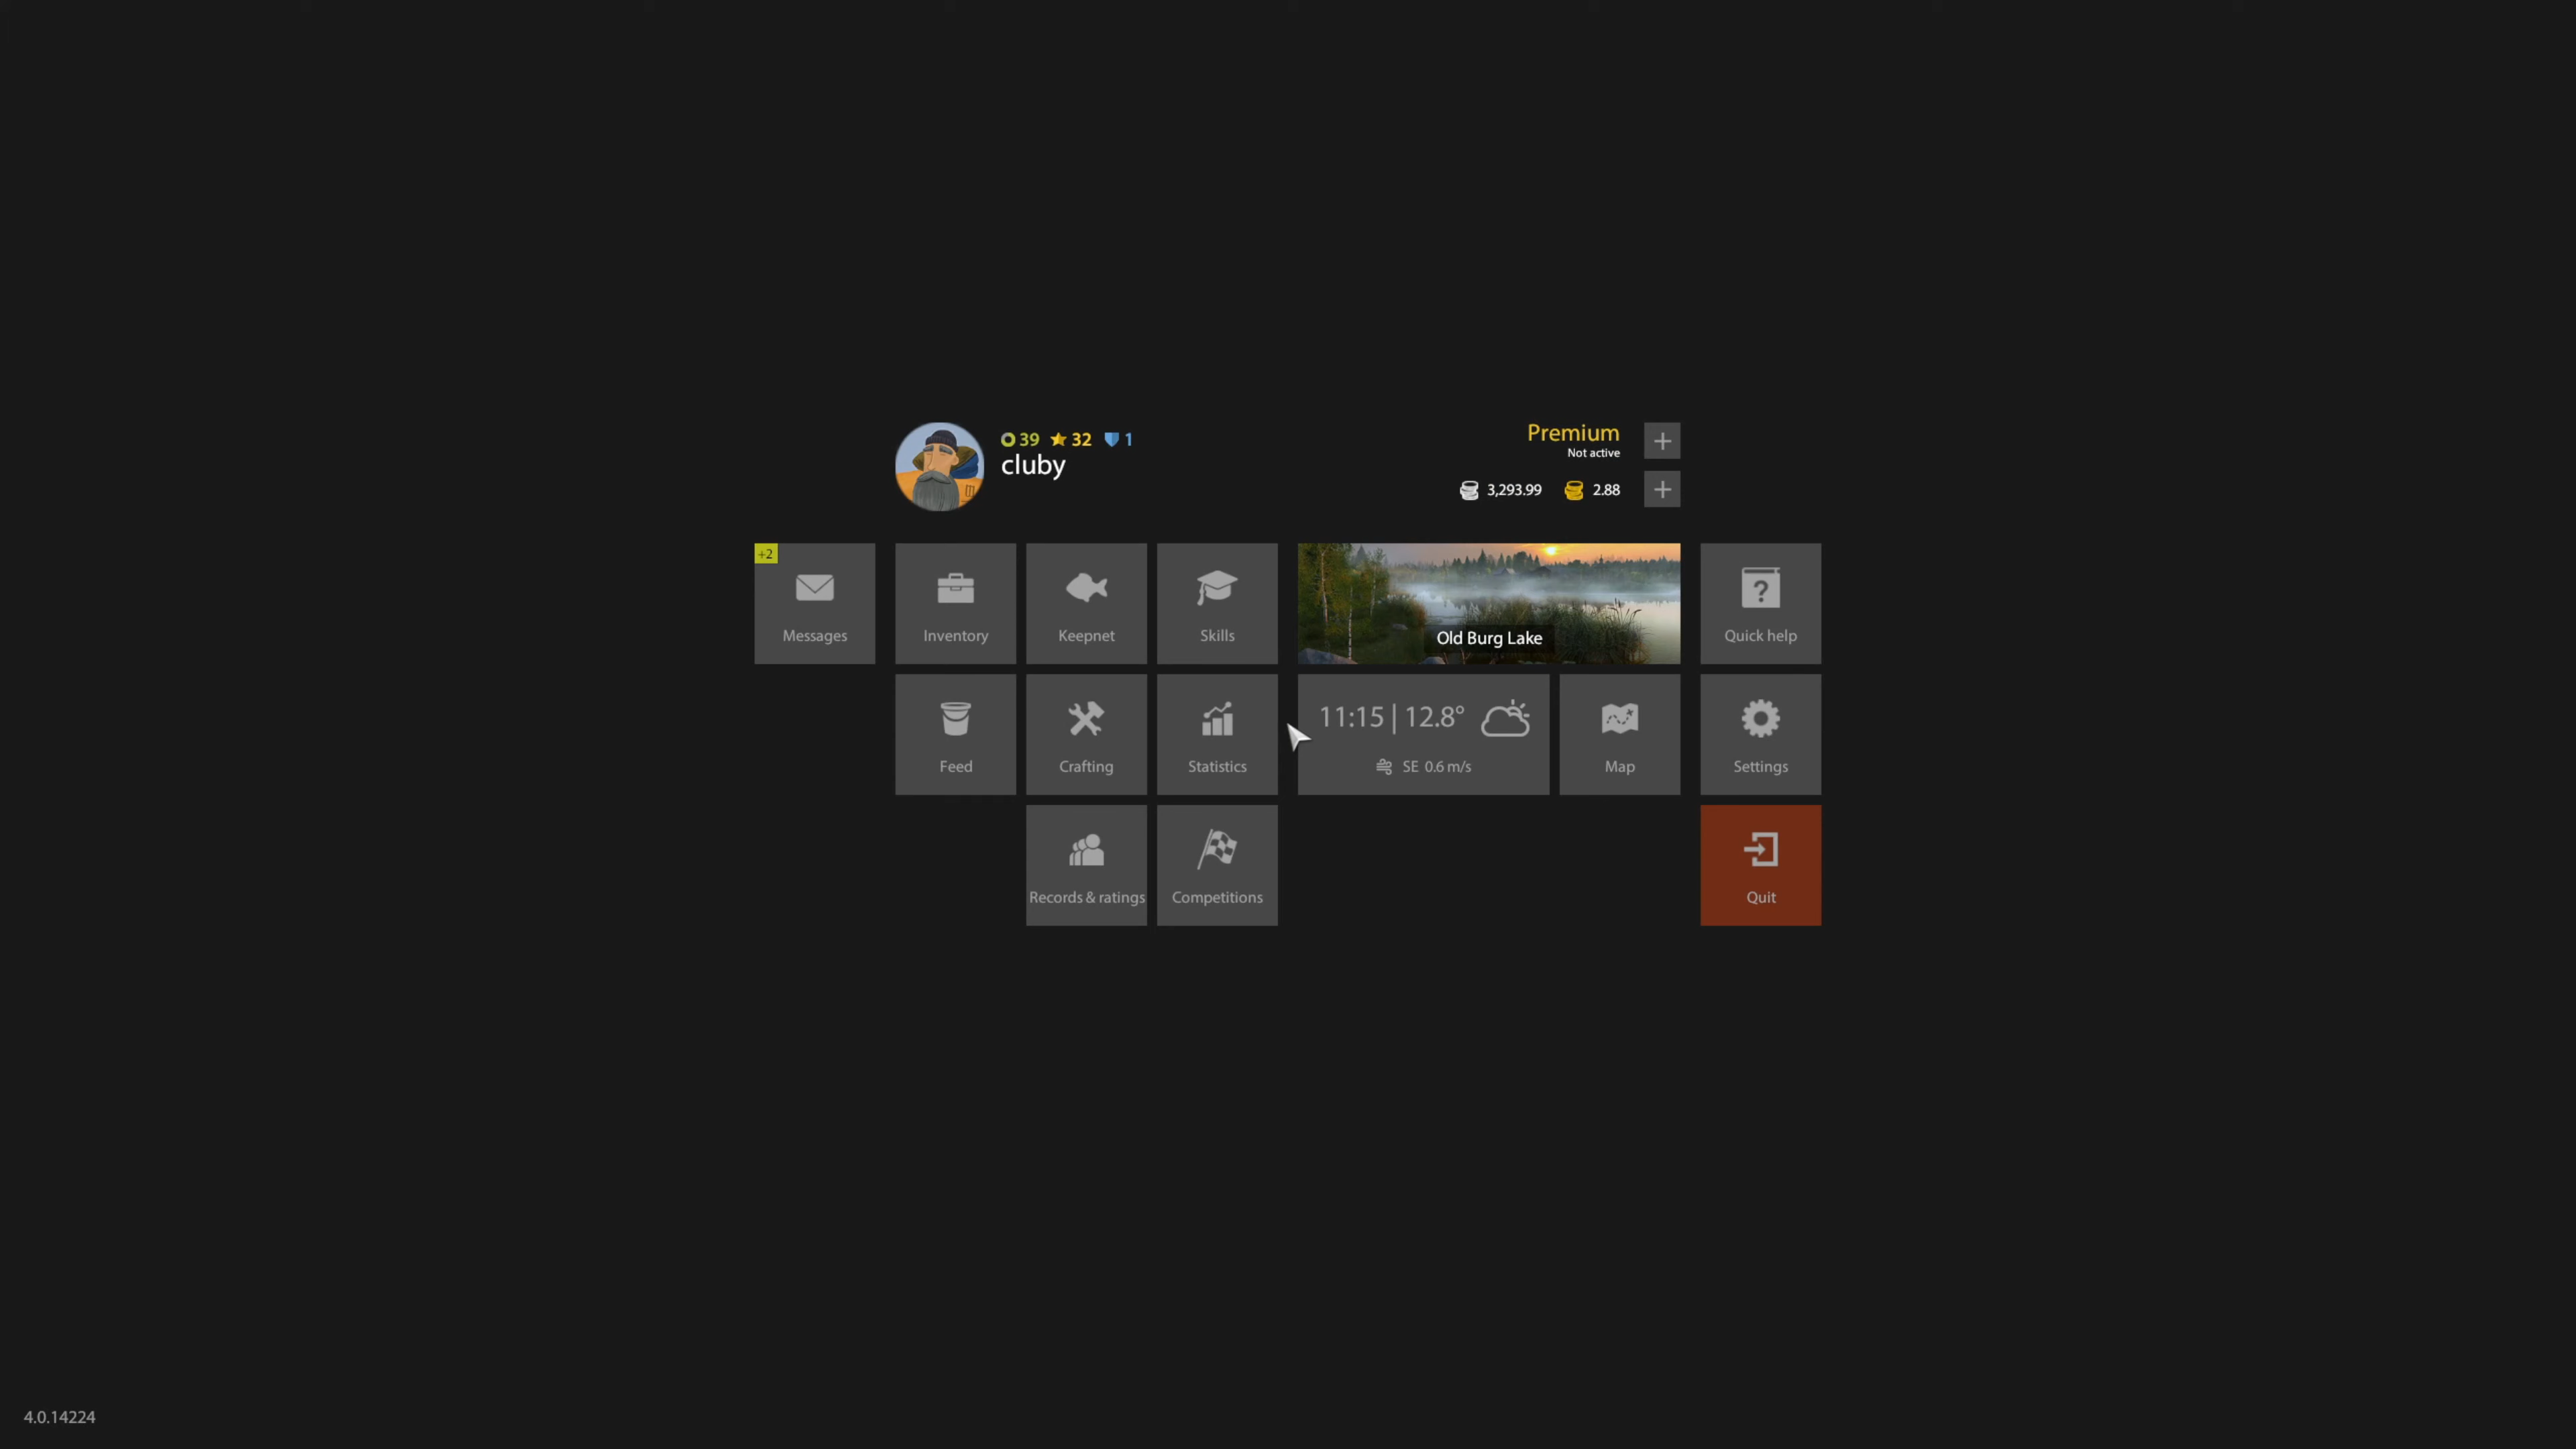 39 32 1
cluby
Premium
Not active
3,293.99 2.88
+2
Messages
Inventory
Keepnet
Skills
Old Burg Lake
Quick help
Feed
Crafting
Statistics
11:15 | 12.8°
SE 0.6 m/s
Map
Settings
Records & ratings
Competitions
Quit
4.0.14224